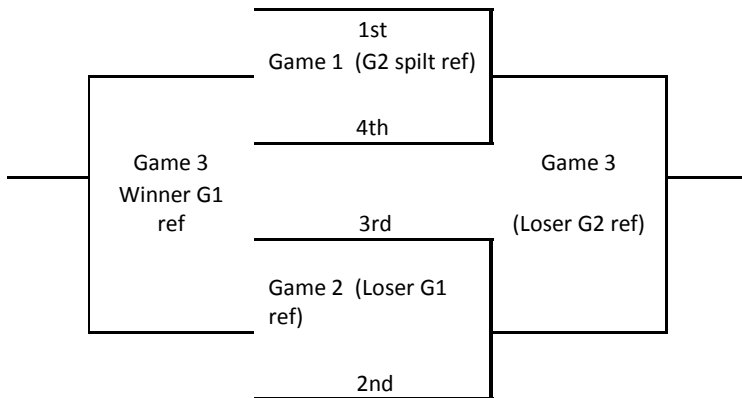 1st
Game 1 (G2 spilt ref)
4th
Game 3
Winner G1
ref
Game 3
(Loser G2 ref)
3rd
Game 2 (Loser G1
ref)
2nd